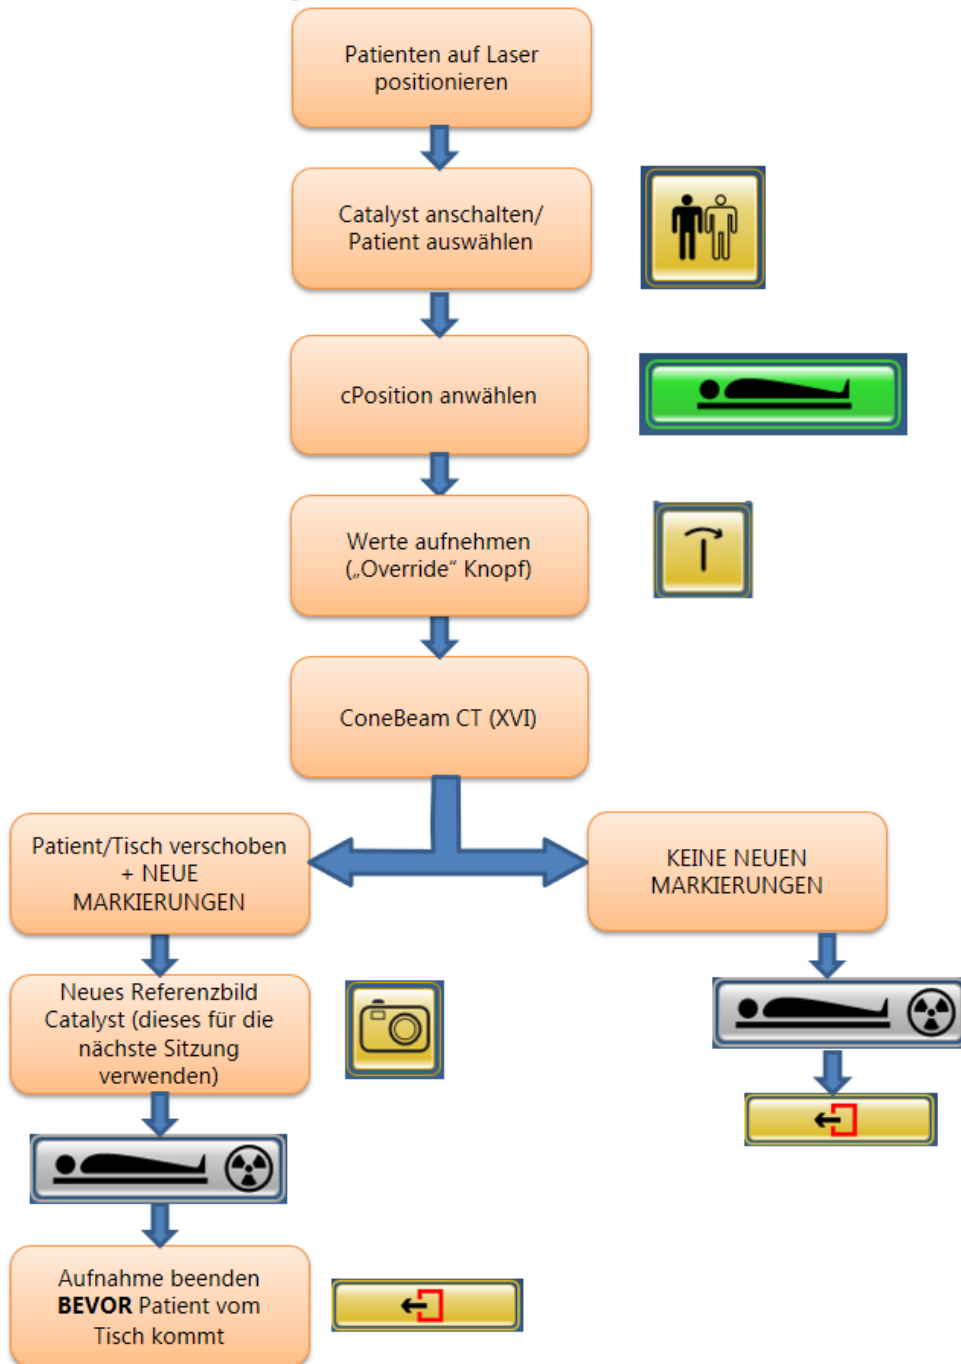 Patienten auf Laser
positionieren
Catalyst anschalten/
Patient auswählen
cPosition anwählen
Werte aufnehmen
(„Override“ Knopf)
ConeBeam CT (XVI)
Patient/Tisch verschoben
+ NEUE
MARKIERUNGEN
KEINE NEUEN
MARKIERUNGEN
Neues Referenzbild
Catalyst (dieses für die
nächste Sitzung
verwenden)
Aufnahme beenden
BEVOR Patient vom
Tisch kommt